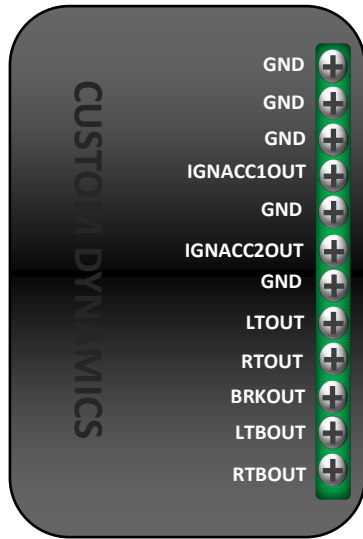 CUSTOM DYNAMICS
GND
GND
GND
IGNACC1OUT
GND
IGNACC2OUT
GND
LTOUT
RTOUT
BRKOUT
LTBOUT
RTBOUT